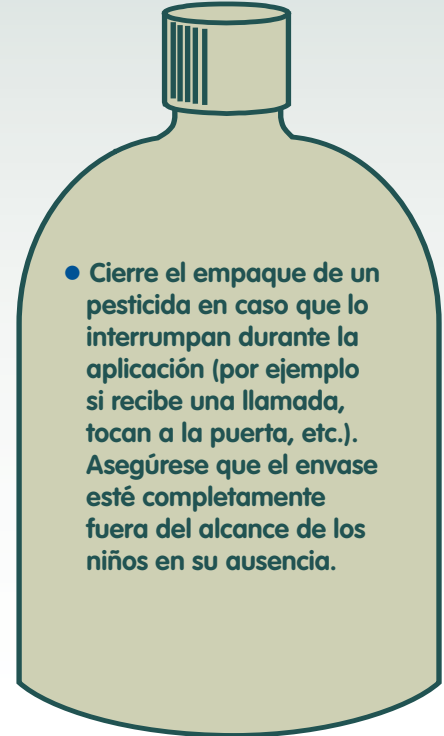 ● Cierre el empaque de un
pesticida en caso que lo
interrumpan durante la
aplicación (por ejemplo
si recibe una llamada,
tocan a la puerta, etc.).
Asegúrese que el envase
esté completamente
fuera del alcance de los
niños en su ausencia.